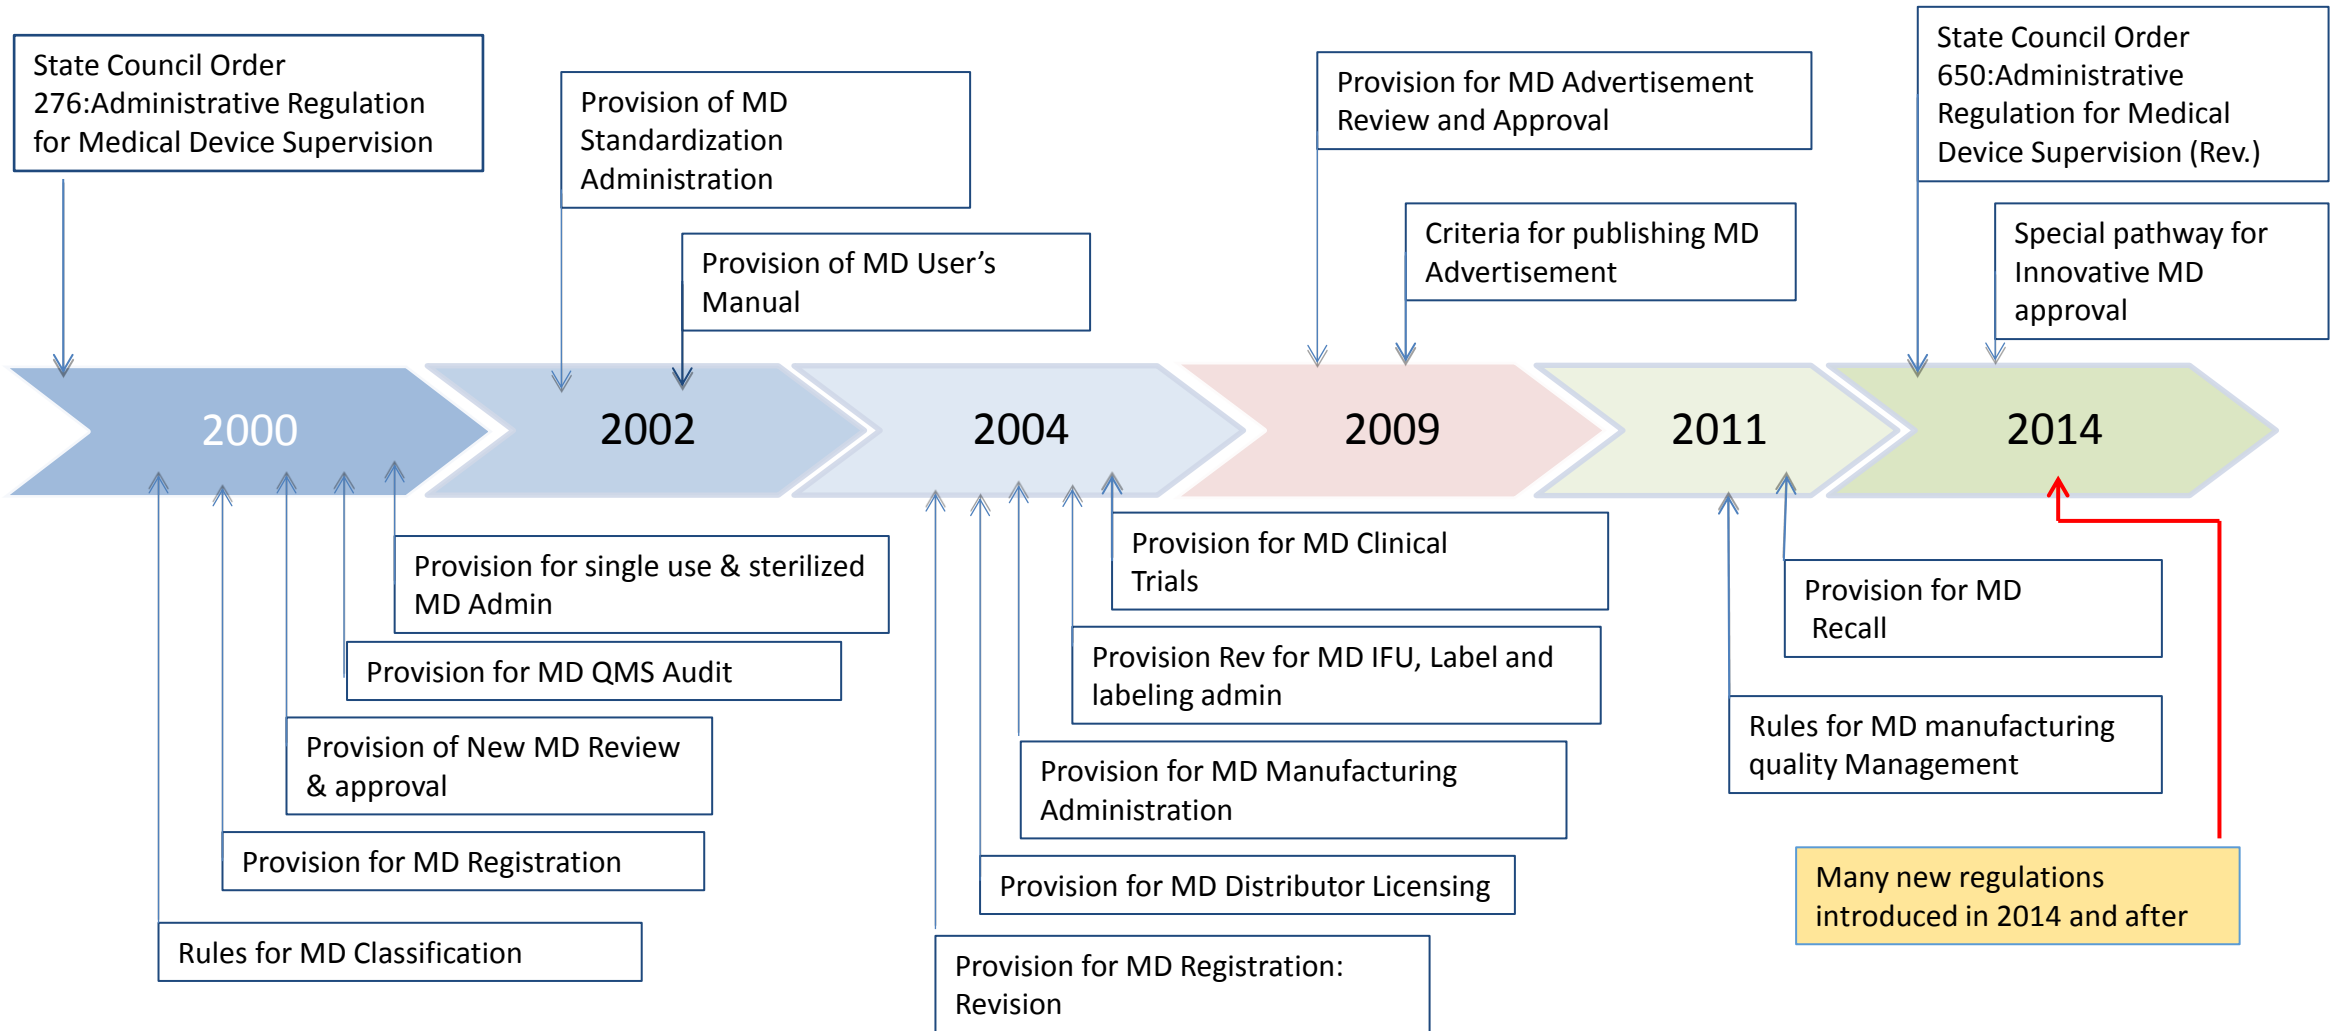 State Council Order
276:Administrative Regulation
for Medical Device Supervision
Provision of MD
Standardization
Administration
Provision of MD User’s
Manual
Provision for MD Advertisement
Review and Approval
Criteria for publishing MD
Advertisement
State Council Order
650:Administrative
Regulation for Medical
Device Supervision (Rev.)
Special pathway for
Innovative MD
approval
2000
2002
2004
2009
2011
2014
Provision for single use & sterilized
MD Admin
Provision for MD QMS Audit
Provision of New MD Review
& approval
Provision for MD Registration
Rules for MD Classification
Provision for MD Clinical
Trials
Provision Rev for MD IFU, Label and
labeling admin
Provision for MD Manufacturing
Administration
Provision for MD Distributor Licensing
Provision for MD Registration:
Revision
Provision for MD
Recall
Rules for MD manufacturing
quality Management
Many new regulations
introduced in 2014 and after